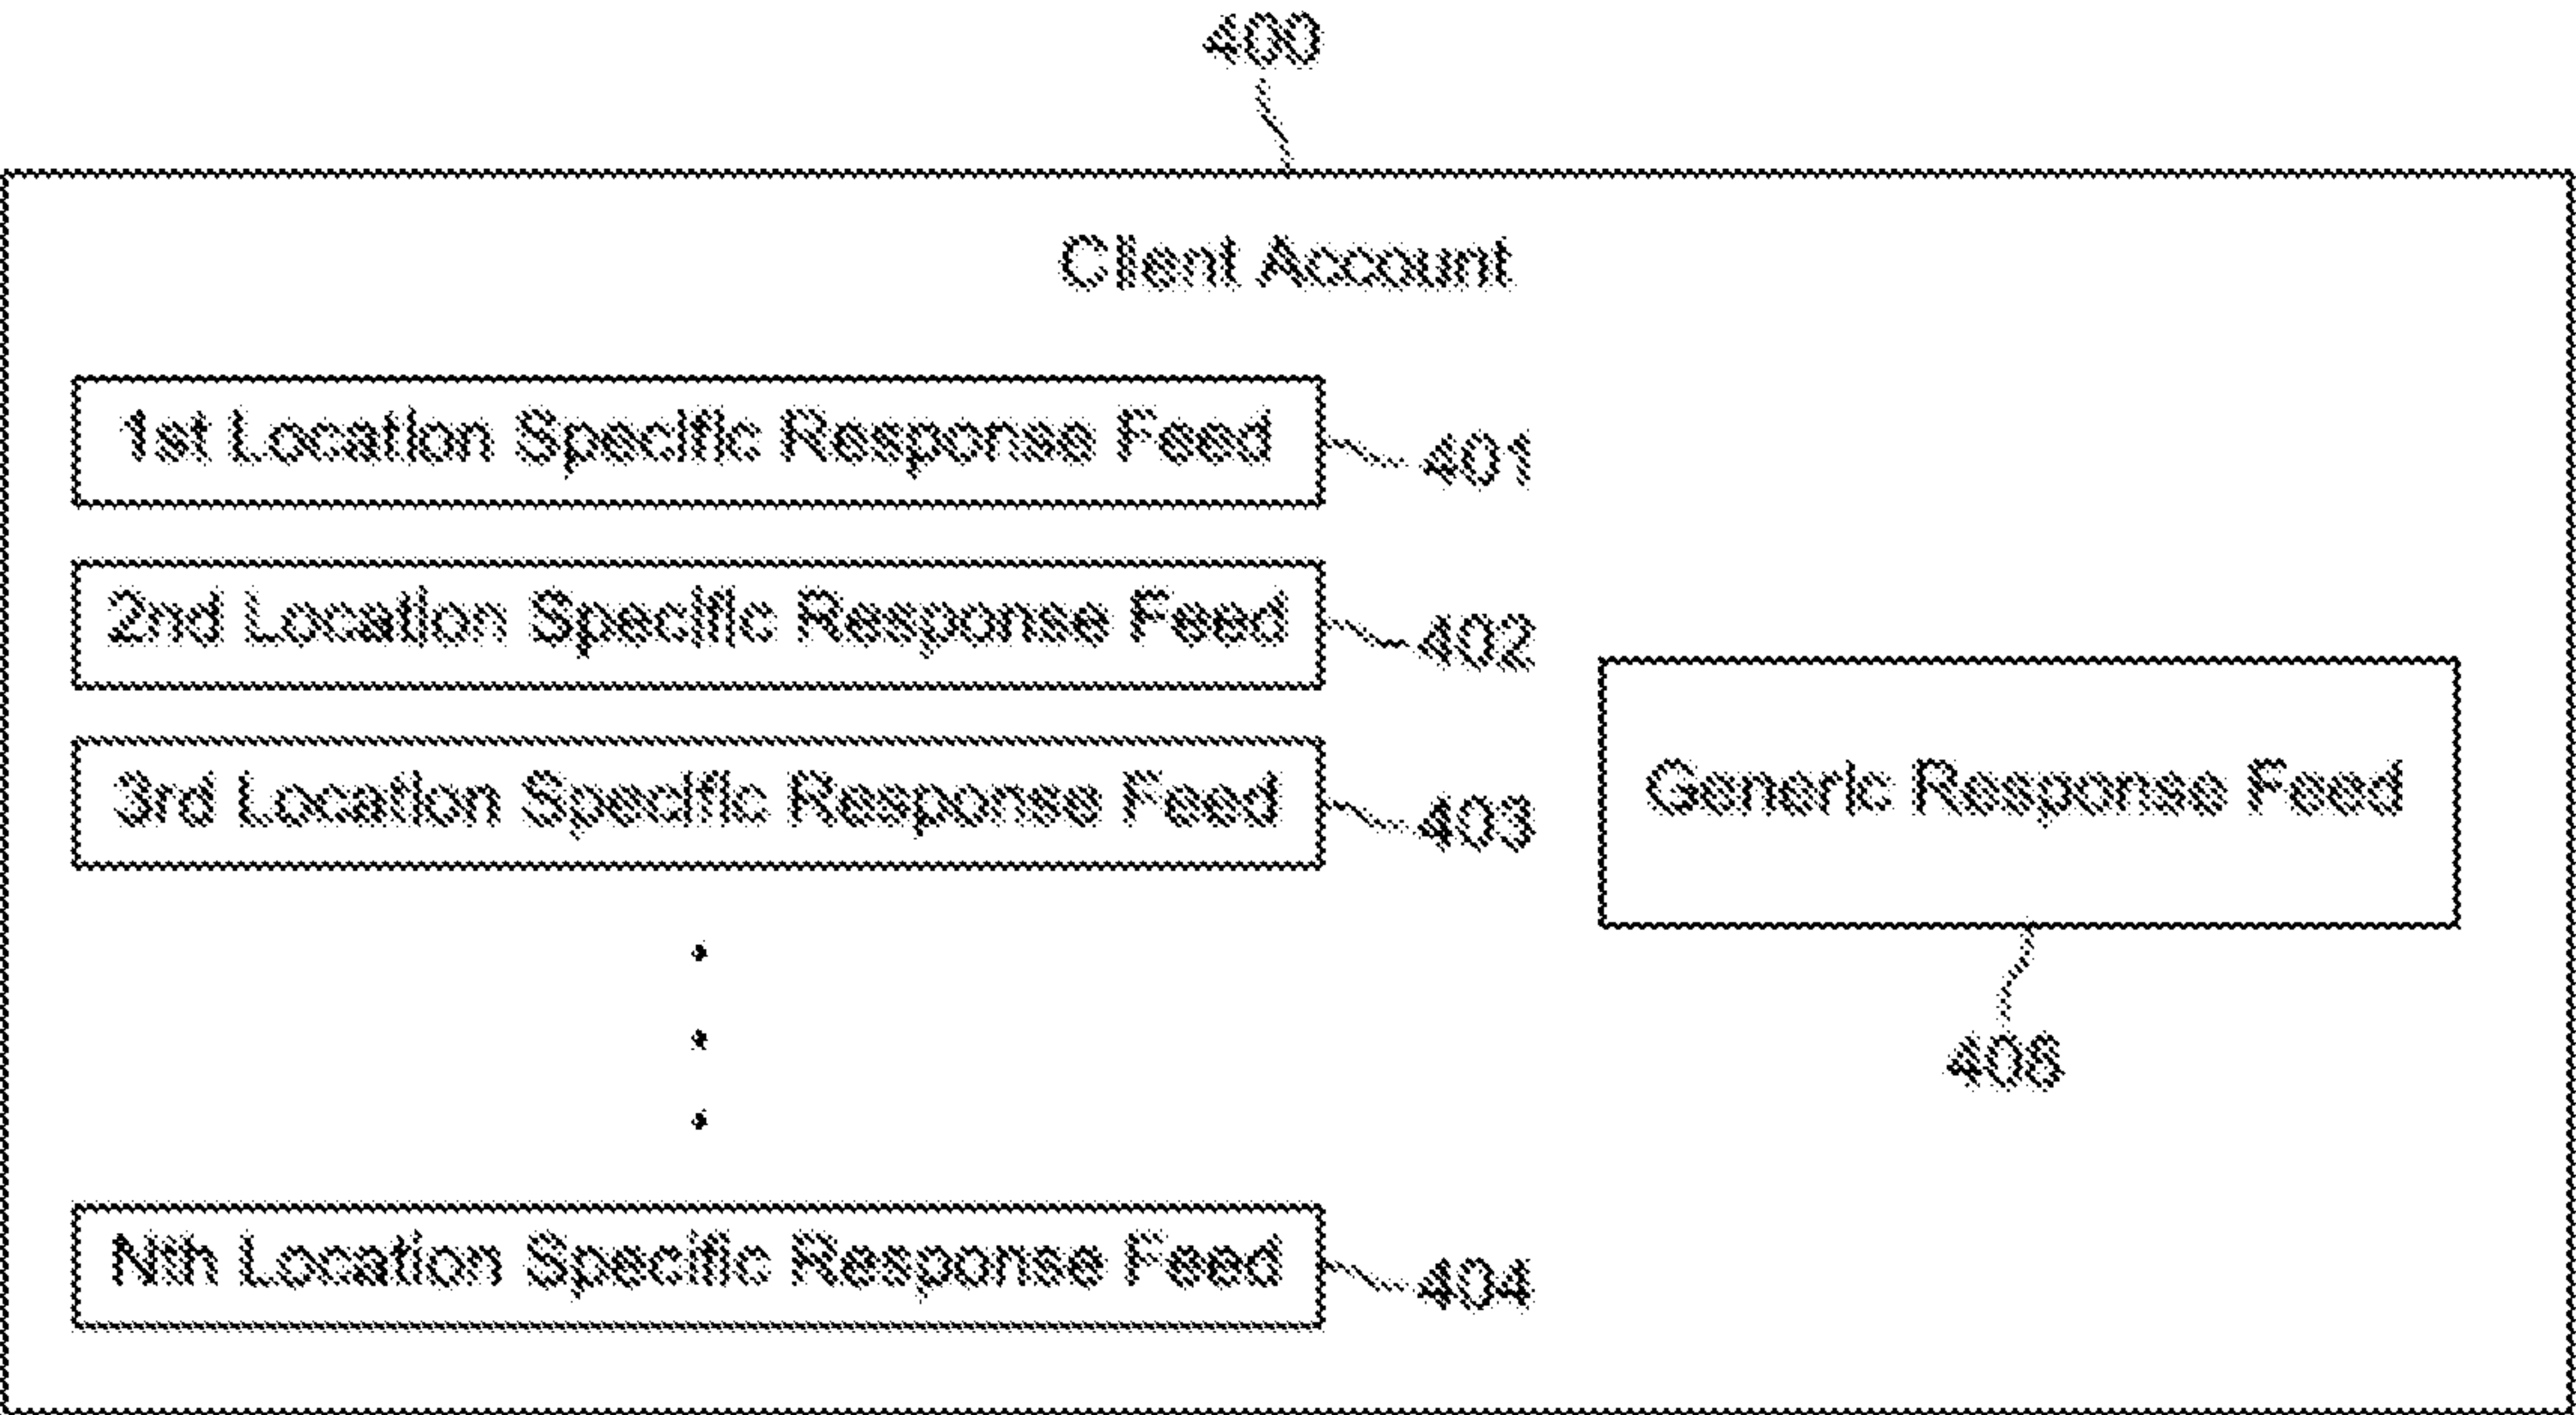 400
Client Account
1st Location Specific Response Feed
401
2nd Location Specific Response Feed
402
3rd Location Specific Response Feed
403
Generic Response Feed
406
Nth Location Specific Response Feed
404